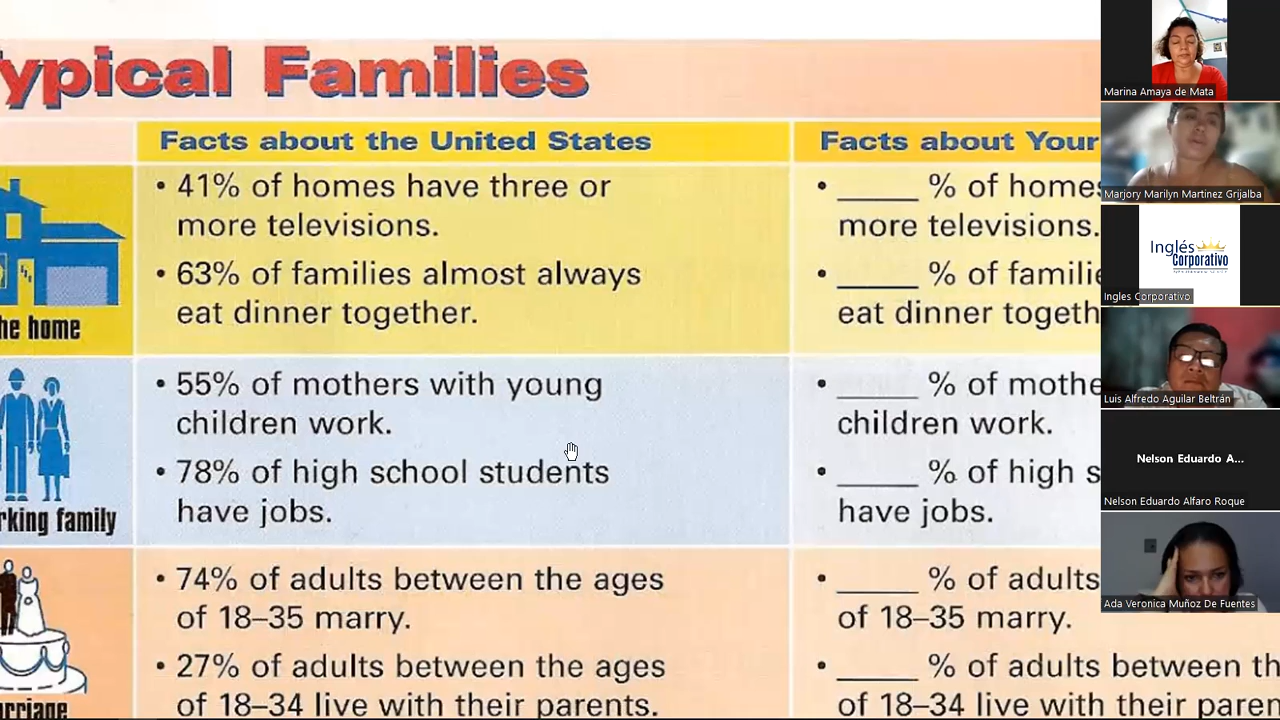 ypical Families
Facts about the United States
Facts about Your
he home
• 41% of homes have three or
more televisions.
• 63% of families almost always
eat dinner together.
• _____ % of homes
more televisions.
• _____ % of familie
eat dinner togeth
rking family
• 55% of mothers with young
children work.
• 78% of high school students
have jobs.
• _____ % of mothe
children work.
• _____ % of high s
have jobs.
rriage
• 74% of adults between the ages
of 18–35 marry.
• 27% of adults between the ages
of 18–34 live with their parents.
• _____ % of adults
of 18–35 marry.
• _____ % of adults between th
of 18–34 live with their paren
Marina Amaya de Mata
Marjory Marilyn Martinez Grijalba
Inglés
Corporativo
Ingles Corporativo
Luis Alfredo Aguilar Beltrán
Nelson Eduardo A...
Nelson Eduardo Alfaro Roque
Ada Veronica Muñoz De Fuentes